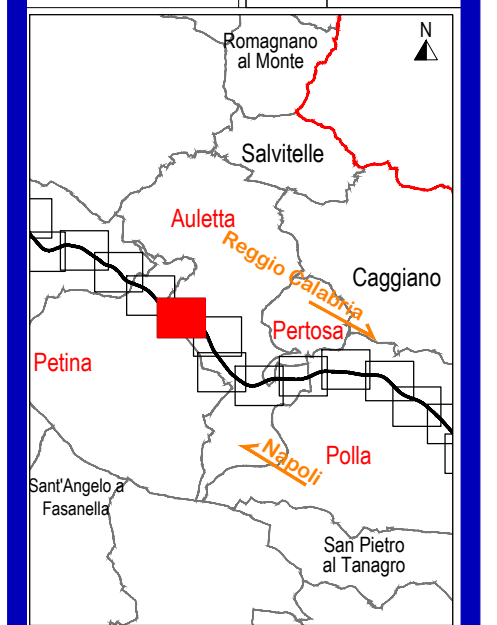 N
Romagnano
al Monte
Salvitelle
Auletta
Reggio Calabria
Caggiano
Pertosa
Petina
Napoli
Polla
Sant'Angelo a
Fasanella
San Pietro
al Tanagro